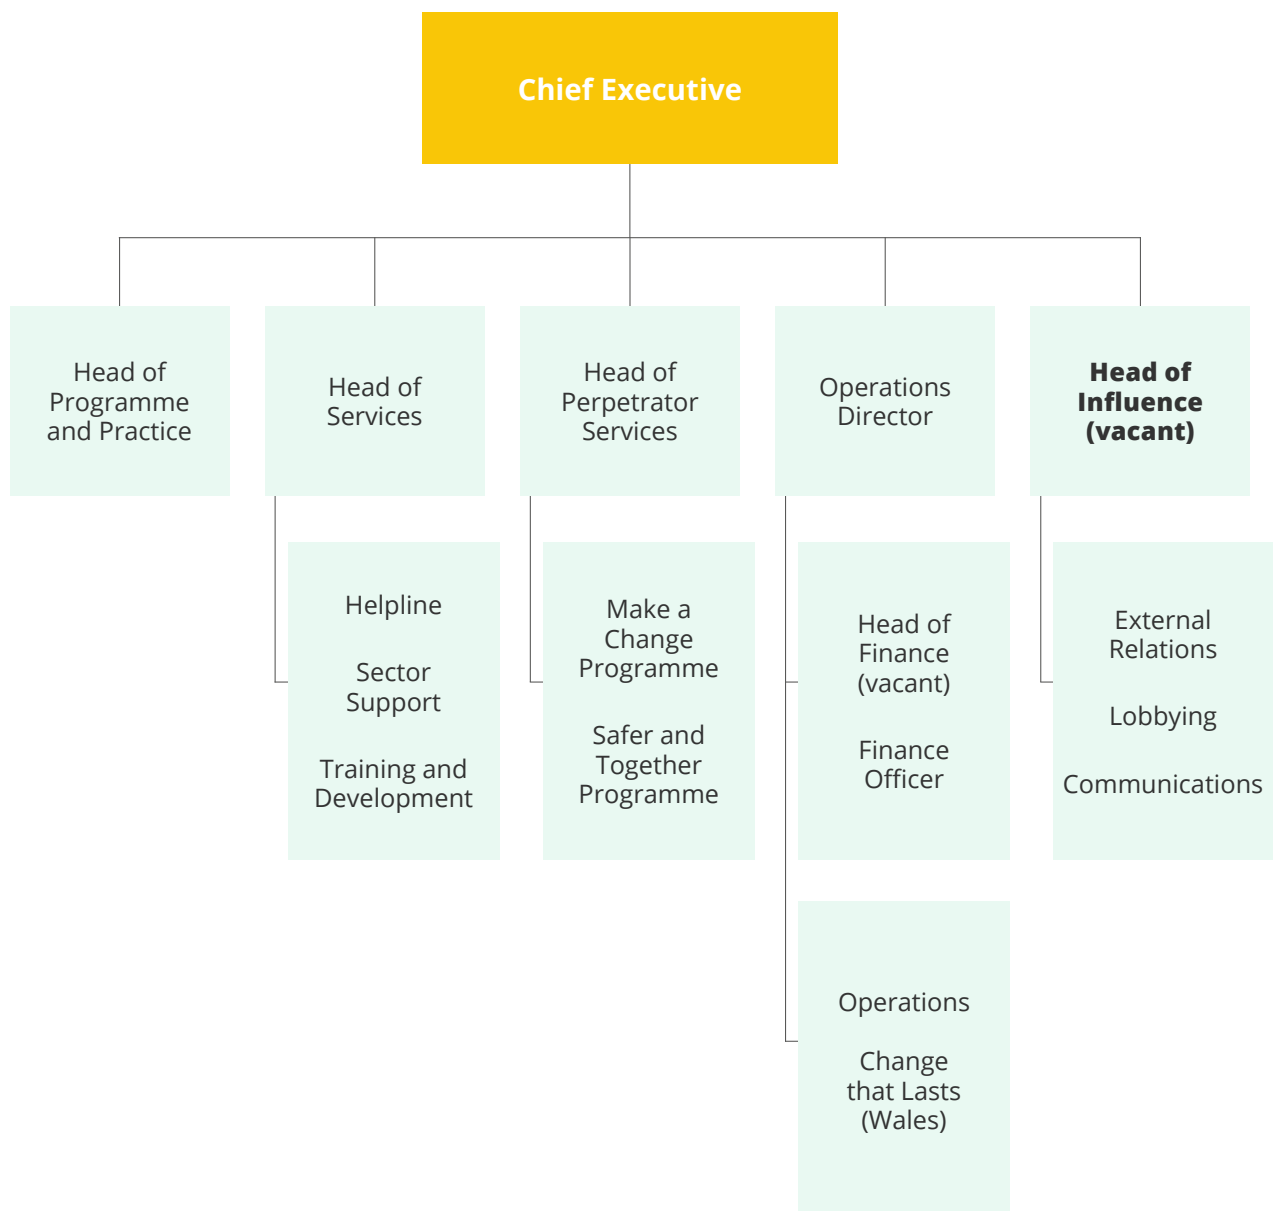 Chief Executive
Head of
Programme
and Practice
Head of
Services
Head of
Perpetrator
Services
Operations
Director
Head of
Influence
(vacant)
Helpline
Sector
Support
Training and
Development
Make a
Change
Programme
Safer and
Together
Programme
Head of
Finance
(vacant)
Finance
Officer
External
Relations
Lobbying
Communications
Operations
Change
that Lasts
(Wales)